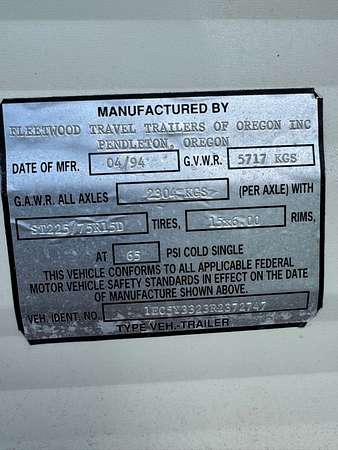 MANUFACTURED BY
FLEETWOOD TRAVEL TRAILERS OF OREGON INC
PENDLETON, OREGON
DATE OF MFR. 04/94 G.V.W.R. 5717 KGS
G.A.W.R. ALL AXLES 2304 KGS (PER AXLE) WITH
ST225/75R15D TIRES, 15x6.00 RIMS,
AT 65 PSI COLD SINGLE
THIS VEHICLE CONFORMS TO ALL APPLICABLE FEDERAL
MOTOR VEHICLE SAFETY STANDARDS IN EFFECT ON THE DATE
OF MANUFACTURE SHOWN ABOVE.
VEH. IDENT. NO.
TYPE VEH.-TRAILER